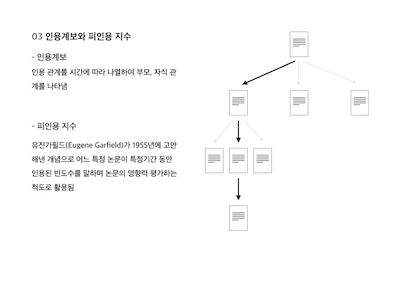 03 인용계보와 피인용 지수
- 인용계보
인용 관계를 시간에 따라 나열하여 부모, 자식 관
계를 나타냄
- 피인용 지수
유진가필드(Eugene Garfield)가 1955년에 고안
해낸 개념으로 어느 특정 논문이 특정기간 동안
인용된 빈도수를 말하며 논문의 영향력 평가하는
척도로 활용됨